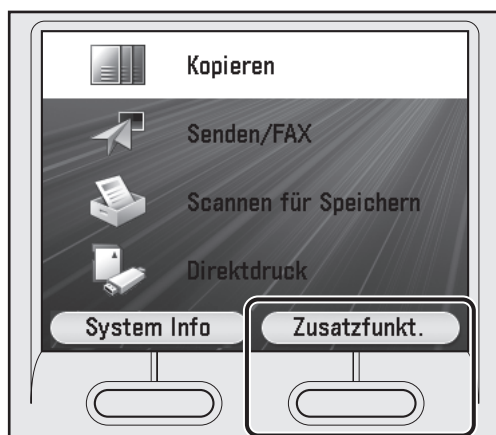 Kopieren
Senden/FAX
Scannen für Speichern
Direktdruck
System Info
Zusatzfunkt.